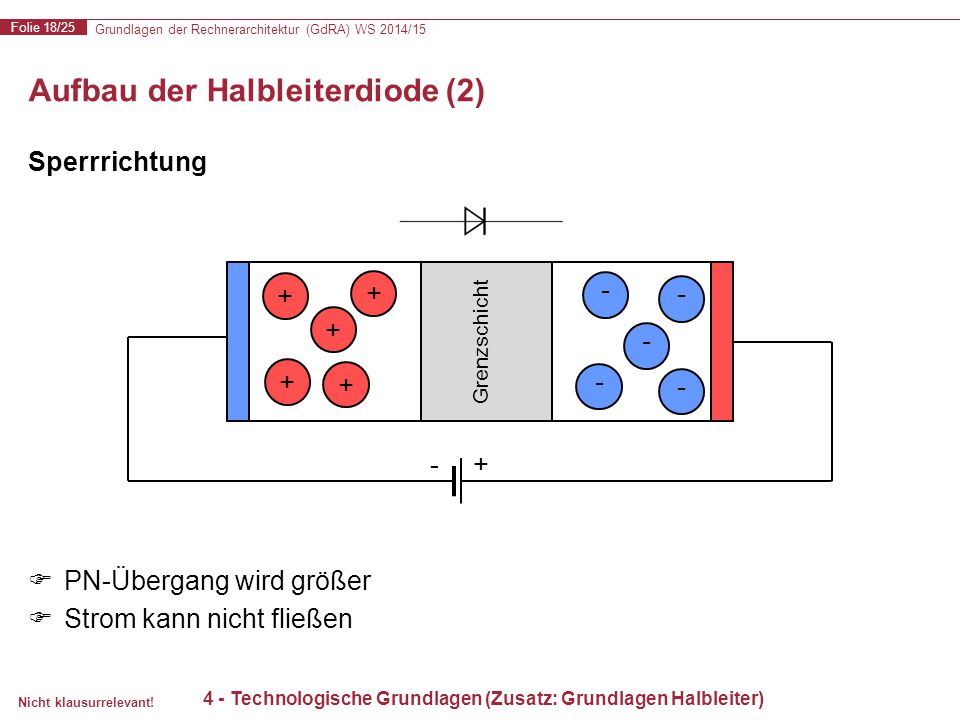 Folie 18/25
Grundlagen der Rechnerarchitektur (GdRA) WS 2014/15
Aufbau der Halbleiterdiode (2)
Sperrrichtung
+ + + + +
Grenzschicht
- - - - -
- +
PN-Übergang wird größer
Strom kann nicht fließen
Nicht klausurrelevant!
4 - Technologische Grundlagen (Zusatz: Grundlagen Halbleiter)